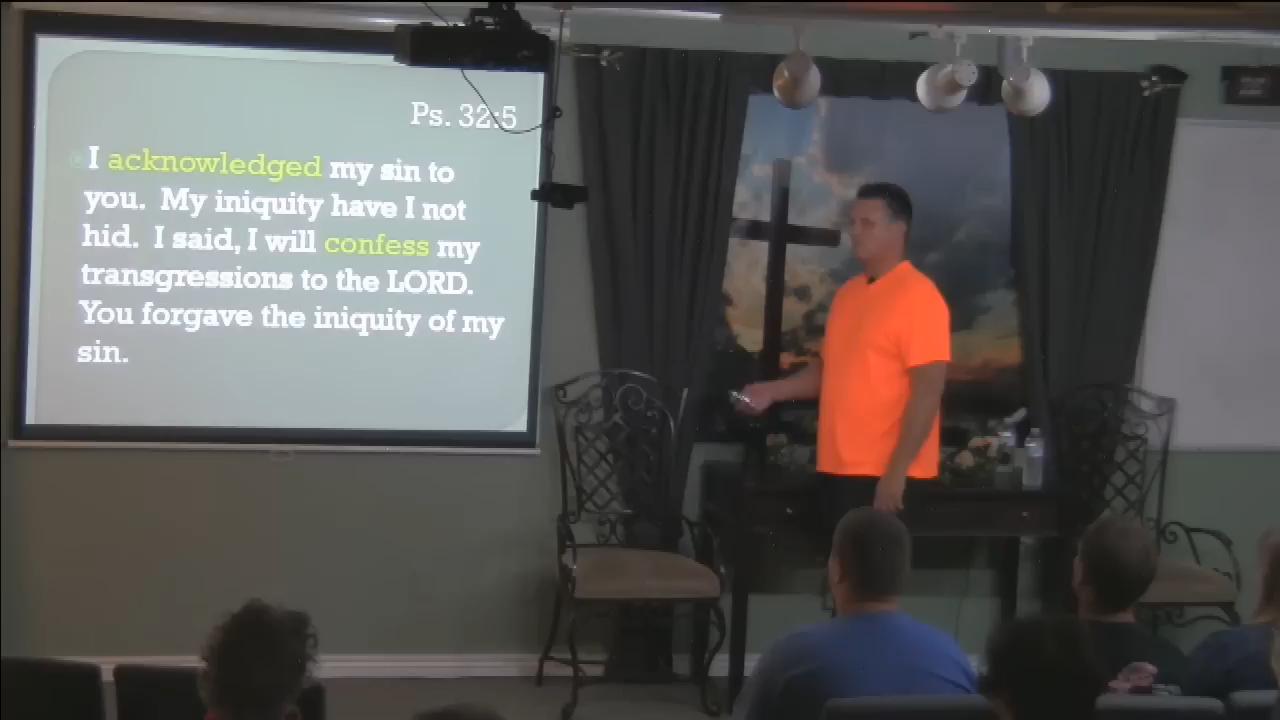 Ps. 32:5
I acknowledged my sin to
you. My iniquity have I not
hid. I said, I will confess my
transgressions to the LORD.
You forgave the iniquity of my
sin.